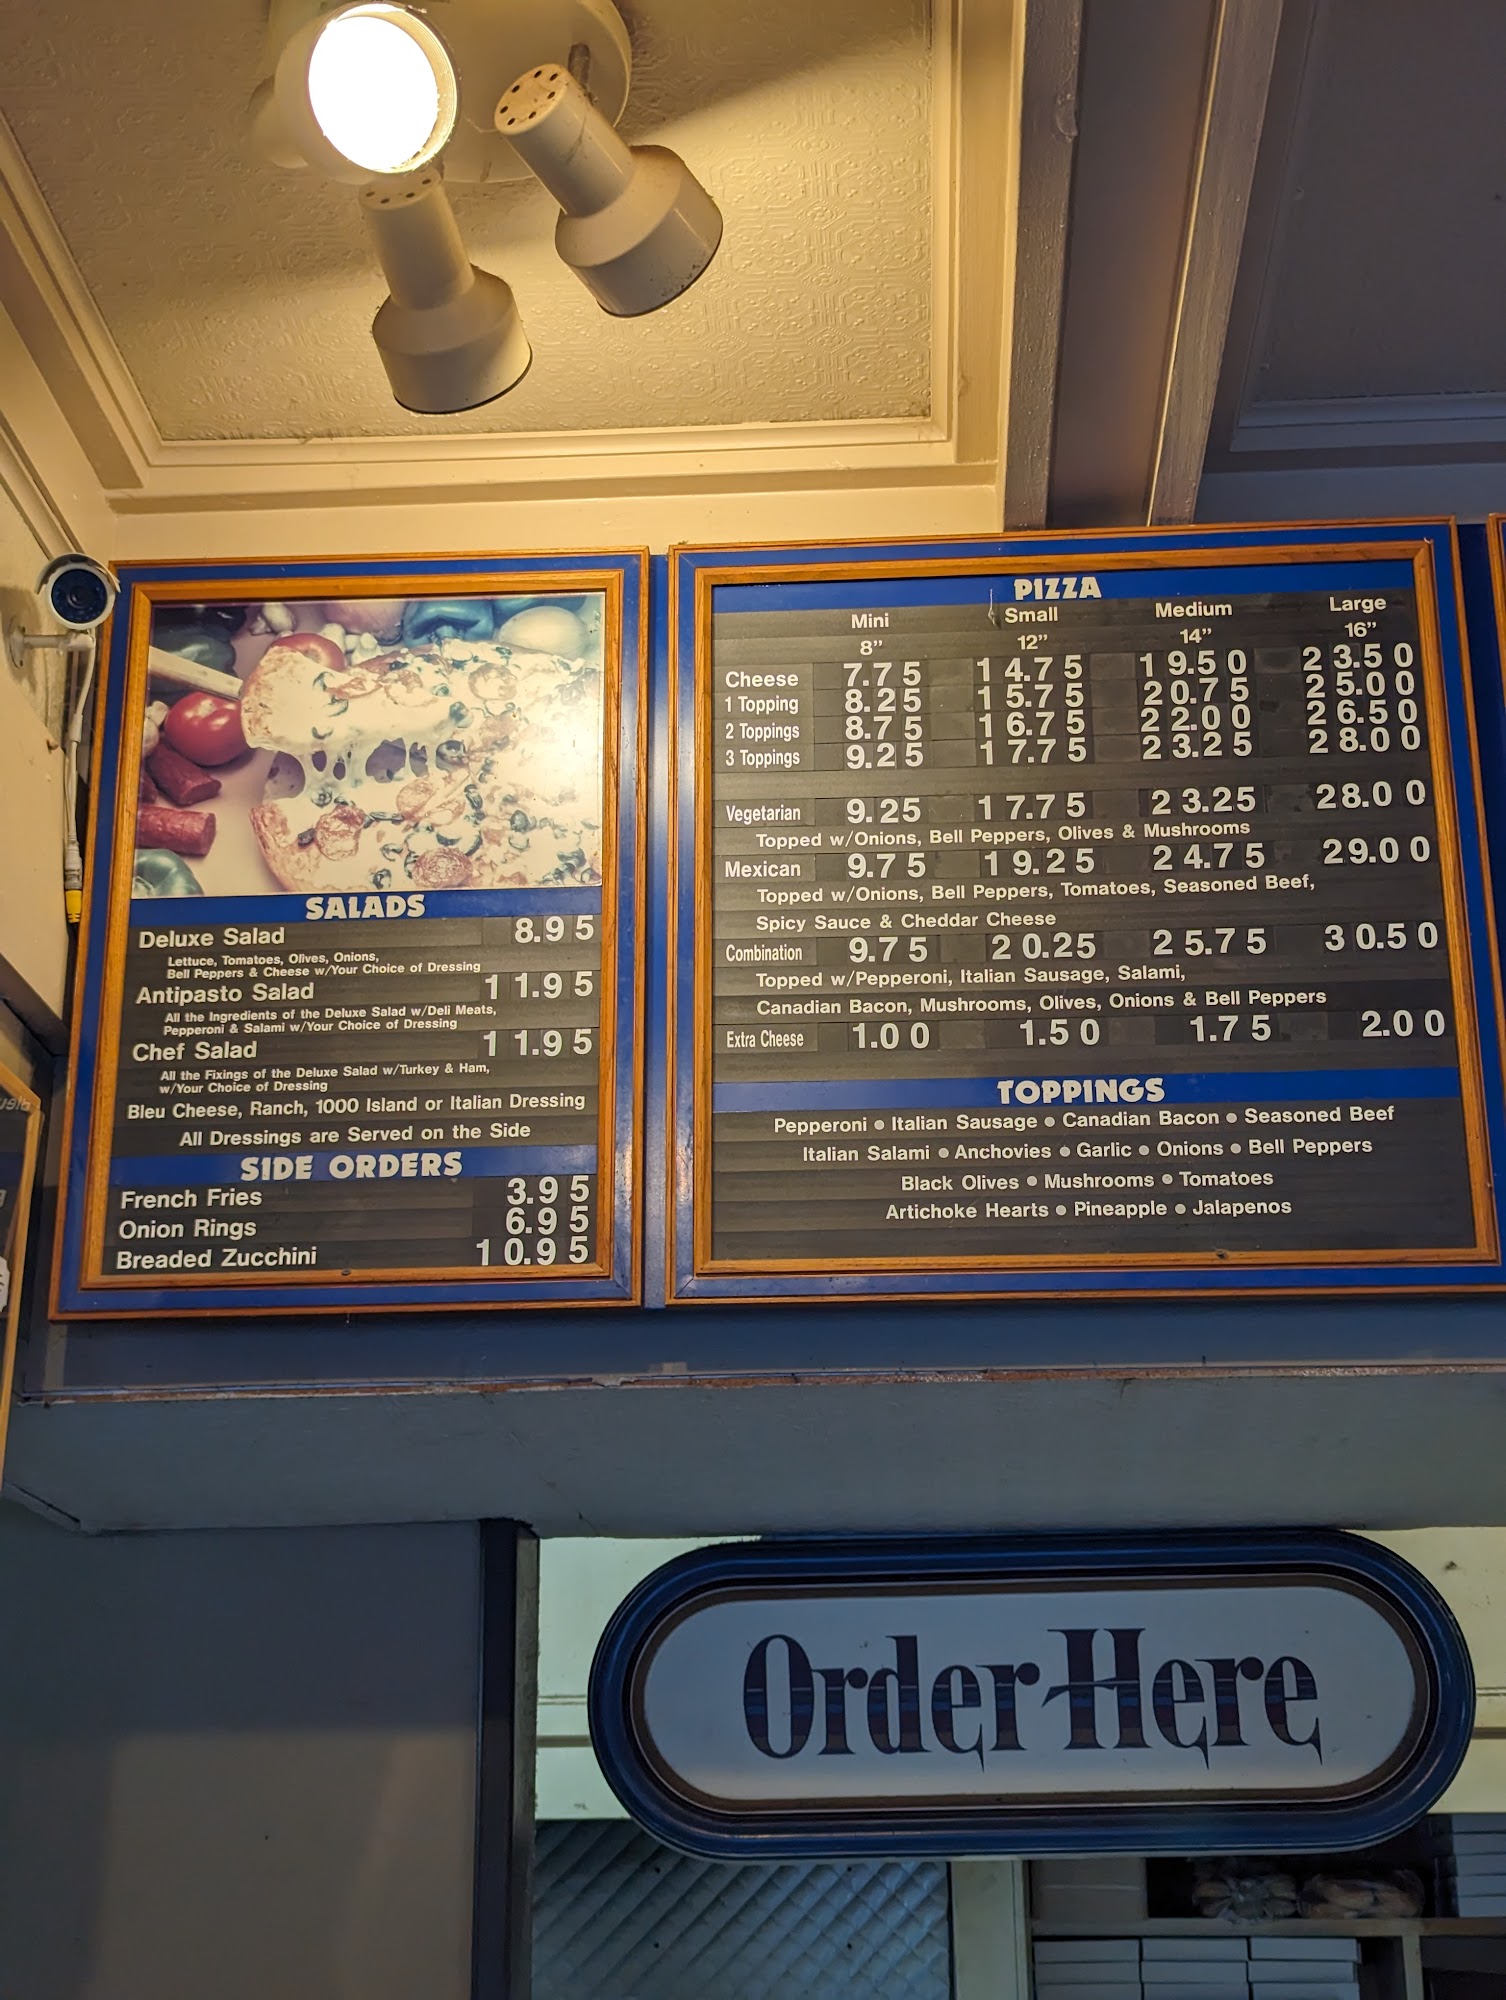 SALADS
Deluxe Salad 8.95
Lettuce, Tomatoes, Olives, Onions,
Bell Peppers & Cheese w/Your Choice of Dressing
Antipasto Salad 11.95
All the Ingredients of the Deluxe Salad w/Deli Meats,
Pepperoni & Salami w/Your Choice of Dressing
Chef Salad 11.95
All the Fixings of the Deluxe Salad w/Turkey & Ham,
w/Your Choice of Dressing
Bleu Cheese, Ranch, 1000 Island or Italian Dressing
All Dressings are Served on the Side
SIDE ORDERS
French Fries 3.95
Onion Rings 6.95
Breaded Zucchini 10.95
PIZZA
Mini Small Medium Large
8" 12" 14" 16"
Cheese 7.75 14.75 19.50 23.50
1 Topping 8.25 15.75 20.75 25.00
2 Toppings 8.75 16.75 22.00 26.50
3 Toppings 9.25 17.75 23.25 28.00
Vegetarian 9.25 17.75 23.25 28.00
Topped w/Onions, Bell Peppers, Olives & Mushrooms
Mexican 9.75 19.25 24.75 29.00
Topped w/Onions, Bell Peppers, Tomatoes, Seasoned Beef,
Spicy Sauce & Cheddar Cheese
Combination 9.75 20.25 25.75 30.50
Topped w/Pepperoni, Italian Sausage, Salami,
Canadian Bacon, Mushrooms, Olives, Onions & Bell Peppers
Extra Cheese 1.00 1.50 1.75 2.00
TOPPINGS
Pepperoni • Italian Sausage • Canadian Bacon • Seasoned Beef
Italian Salami • Anchovies • Garlic • Onions • Bell Peppers
Black Olives • Mushrooms • Tomatoes
Artichoke Hearts • Pineapple • Jalapenos
Order Here